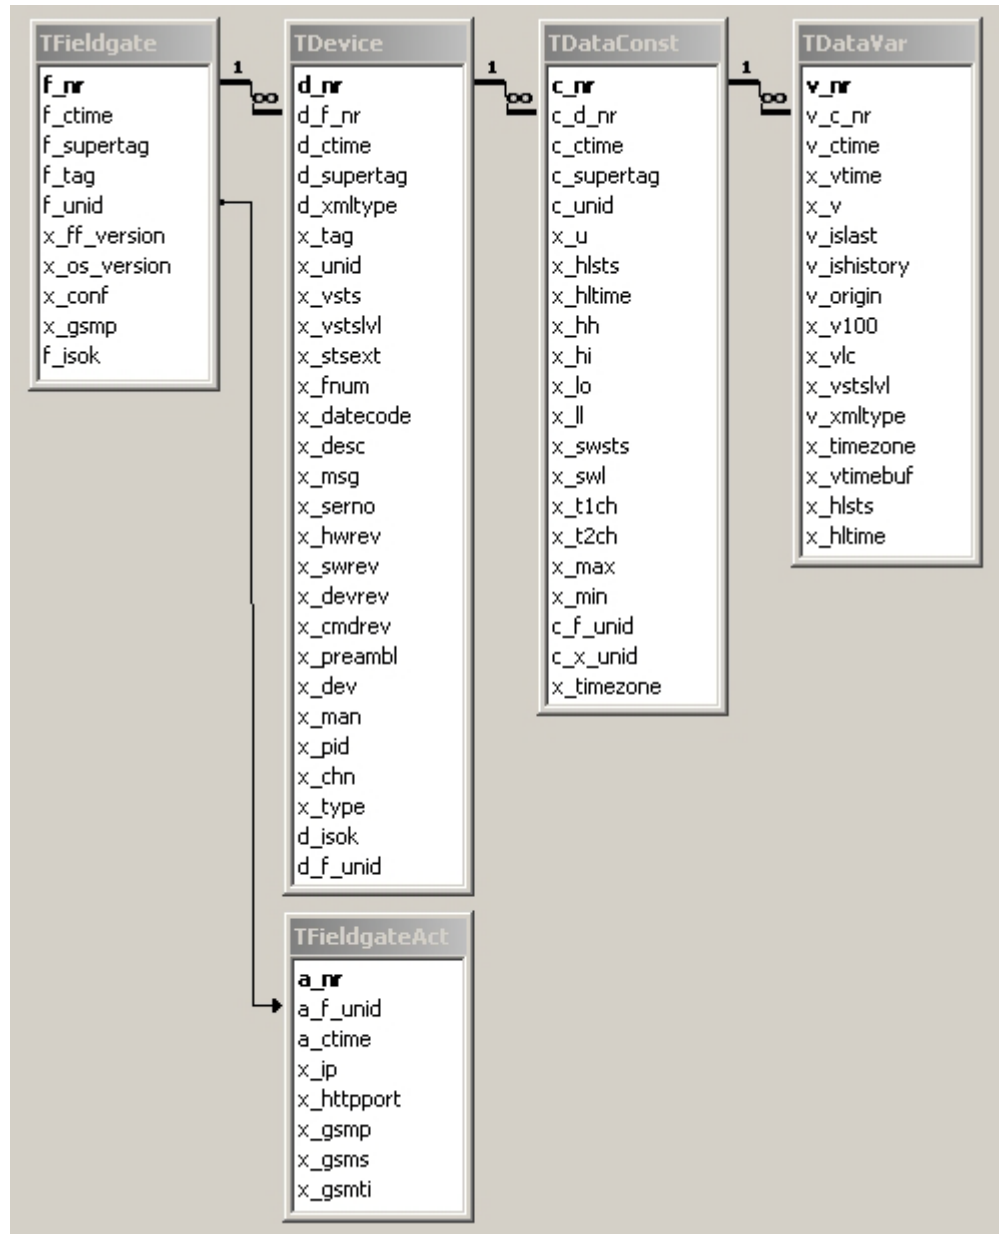 TFieldgate
f_nr
f_ctime
f_supertag
f_tag
f_unid
x_ff_version
x_os_version
x_conf
x_gsmp
f_isok
1
∞
TDevice
d_nr
d_f_nr
d_ctime
d_supertag
d_xmltype
x_tag
x_unid
x_vsts
x_vstslvl
x_stsext
x_fnum
x_datecode
x_desc
x_msg
x_serno
x_hwrev
x_swrev
x_devrev
x_cmdrev
x_preambl
x_dev
x_man
x_pid
x_chn
x_type
d_isok
d_f_unid
1
∞
TDataConst
c_nr
c_d_nr
c_ctime
c_supertag
c_unid
x_u
x_hlsts
x_hltime
x_hh
x_hi
x_lo
x_ll
x_swsts
x_swl
x_t1ch
x_t2ch
x_max
x_min
c_f_unid
c_x_unid
x_timezone
1
∞
TDataVar
v_nr
v_c_nr
v_ctime
x_vtime
x_v
v_islast
v_ishistory
v_origin
x_v100
x_vlc
x_vstslvl
v_xmltype
x_timezone
x_vtimebuf
x_hlsts
x_hltime
TFieldgateAct
a_nr
a_f_unid
a_ctime
x_ip
x_httpport
x_gsmp
x_gsms
x_gsmti